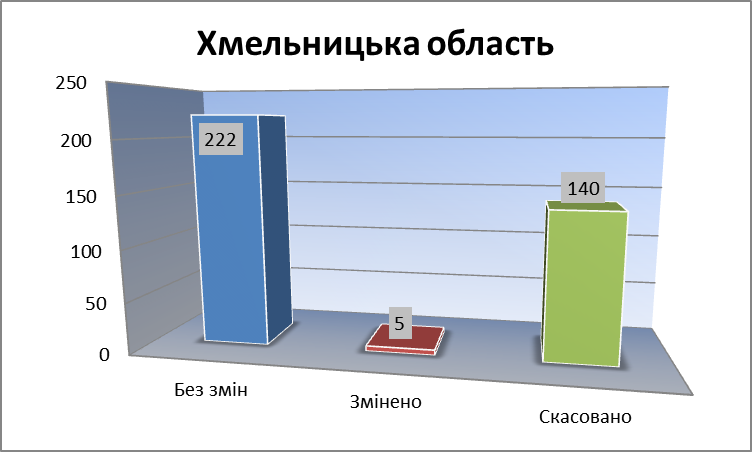 Хмельницька область
250
200
150
100
50
0
222
5
140
Без змін
Змінено
Скасовано